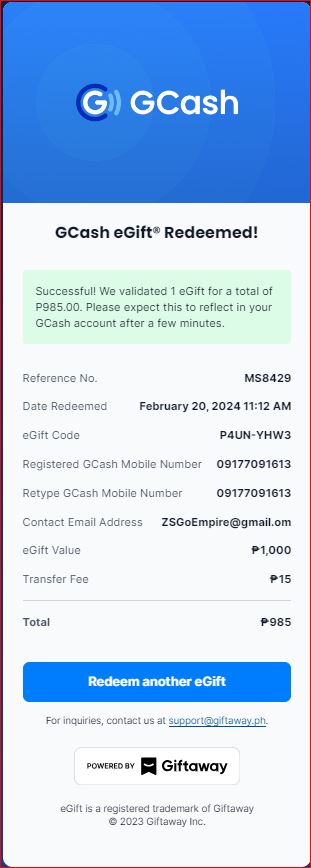 GCash
GCash eGift® Redeemed!
Successful! We validated 1 eGift for a total of
P985.00. Please expect this to reflect in your
GCash account after a few minutes.
Reference No. MS8429
Date Redeemed February 20, 2024 11:12 AM
eGift Code P4UN-YHW3
Registered GCash Mobile Number 09177091613
Retype GCash Mobile Number 09177091613
Contact Email Address ZSGoEmpire@gmail.om
eGift Value ₱1,000
Transfer Fee ₱15
Total ₱985
Redeem another eGift
For inquiries, contact us at support@giftaway.ph.
POWERED BY Giftaway
eGift is a registered trademark of Giftaway
© 2023 Giftaway Inc.